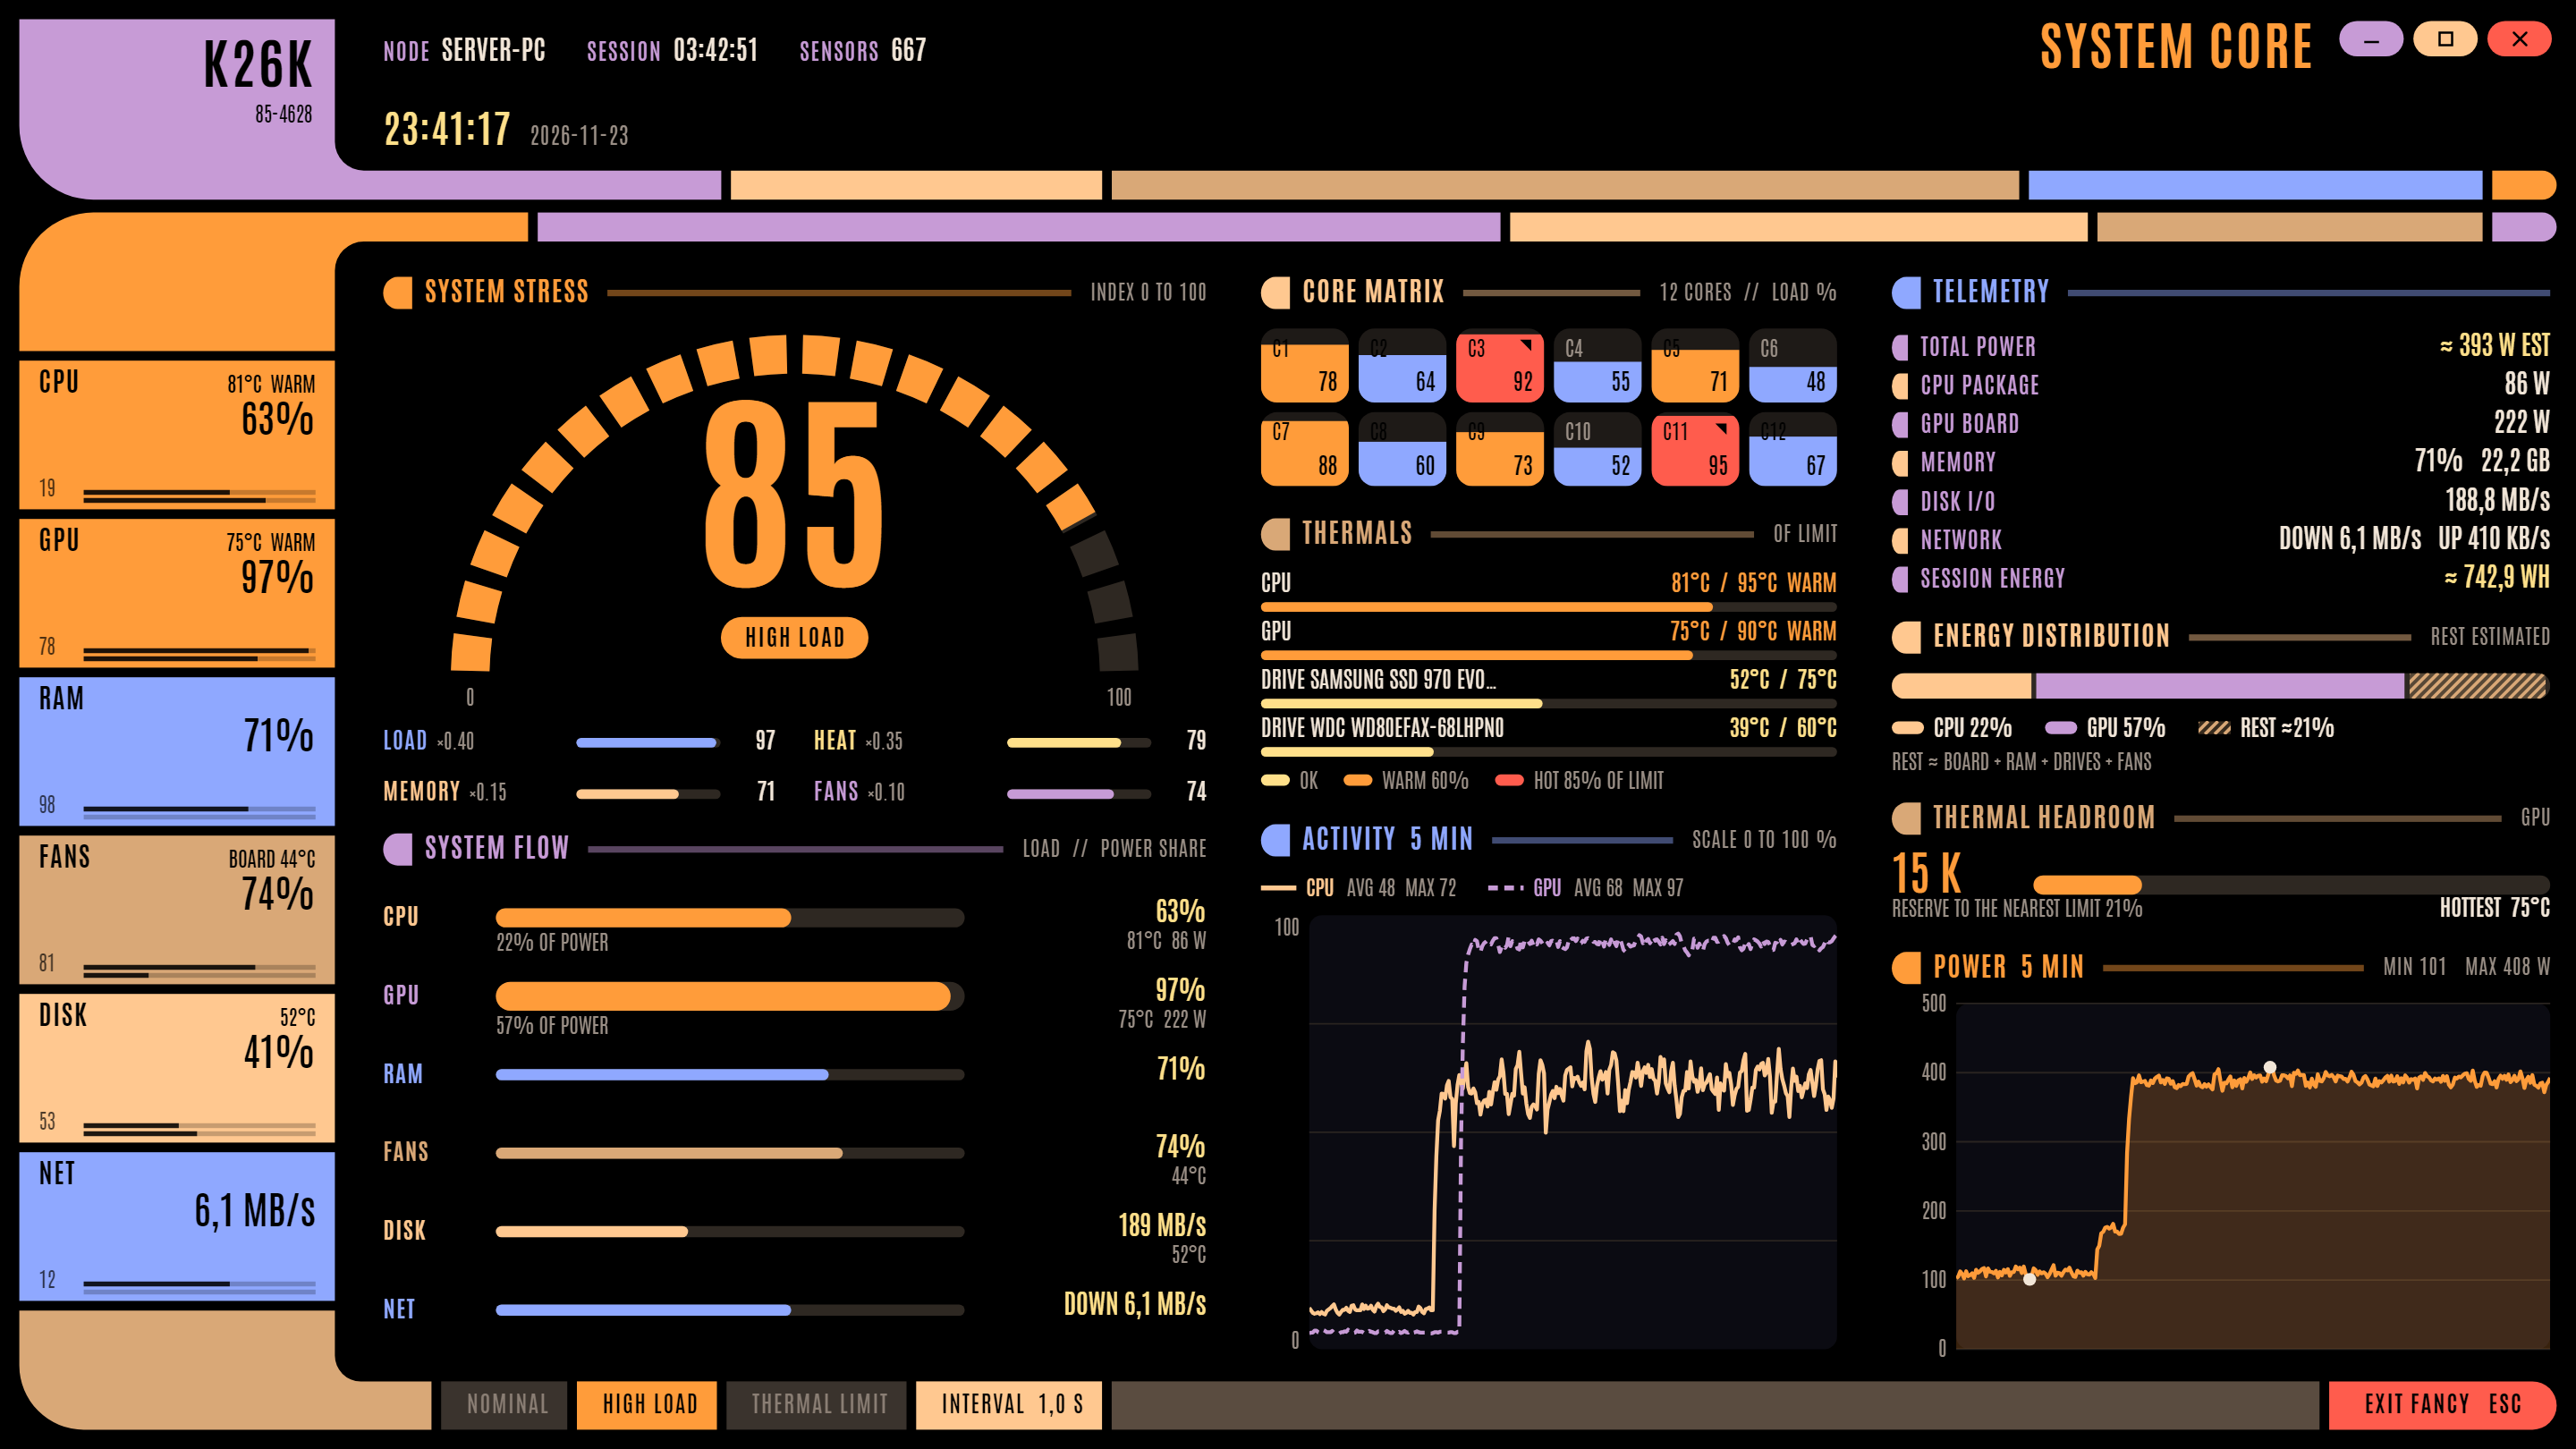 K26K
85-4628
NODE SERVER-PC SESSION 03:42:51 SENSORS 667
SYSTEM CORE
23:41:17 2026-11-23
CPU 81°C WARM
63%
19
GPU 75°C WARM
97%
78
RAM
71%
98
FANS BOARD 44°C
74%
81
DISK 52°C
41%
53
NET
6,1 MB/s
12
SYSTEM STRESS INDEX 0 TO 100
85
HIGH LOAD
0 100
LOAD ×0.40 97 HEAT ×0.35 79
MEMORY ×0.15 71 FANS ×0.10 74
SYSTEM FLOW LOAD // POWER SHARE
CPU 63%
22% OF POWER 81°C 86 W
GPU 97%
57% OF POWER 75°C 222 W
RAM 71%
FANS 74%
44°C
DISK 189 MB/s
52°C
NET DOWN 6,1 MB/s
CORE MATRIX 12 CORES // LOAD %
C1 C2 C3 C4 C5 C6
78 64 92 55 71 48
C7 C8 C9 C10 C11 C12
88 60 73 52 95 67
THERMALS OF LIMIT
CPU 81°C / 95°C WARM
GPU 75°C / 90°C WARM
DRIVE SAMSUNG SSD 970 EVO... 52°C / 75°C
DRIVE WDC WD80EFAX-68LHPN0 39°C / 60°C
OK WARM 60% HOT 85% OF LIMIT
ACTIVITY 5 MIN SCALE 0 TO 100 %
CPU AVG 48 MAX 72 GPU AVG 68 MAX 97
100
0
TELEMETRY
TOTAL POWER ≈ 393 W EST
CPU PACKAGE 86 W
GPU BOARD 222 W
MEMORY 71% 22,2 GB
DISK I/O 188,8 MB/s
NETWORK DOWN 6,1 MB/s UP 410 KB/s
SESSION ENERGY ≈ 742,9 WH
ENERGY DISTRIBUTION REST ESTIMATED
CPU 22% GPU 57% REST ≈21%
REST ≈ BOARD + RAM + DRIVES + FANS
THERMAL HEADROOM GPU
15 K
RESERVE TO THE NEAREST LIMIT 21% HOTTEST 75°C
POWER 5 MIN MIN 101 MAX 408 W
500
400
300
200
100
0
NOMINAL HIGH LOAD THERMAL LIMIT INTERVAL 1,0 S EXIT FANCY ESC